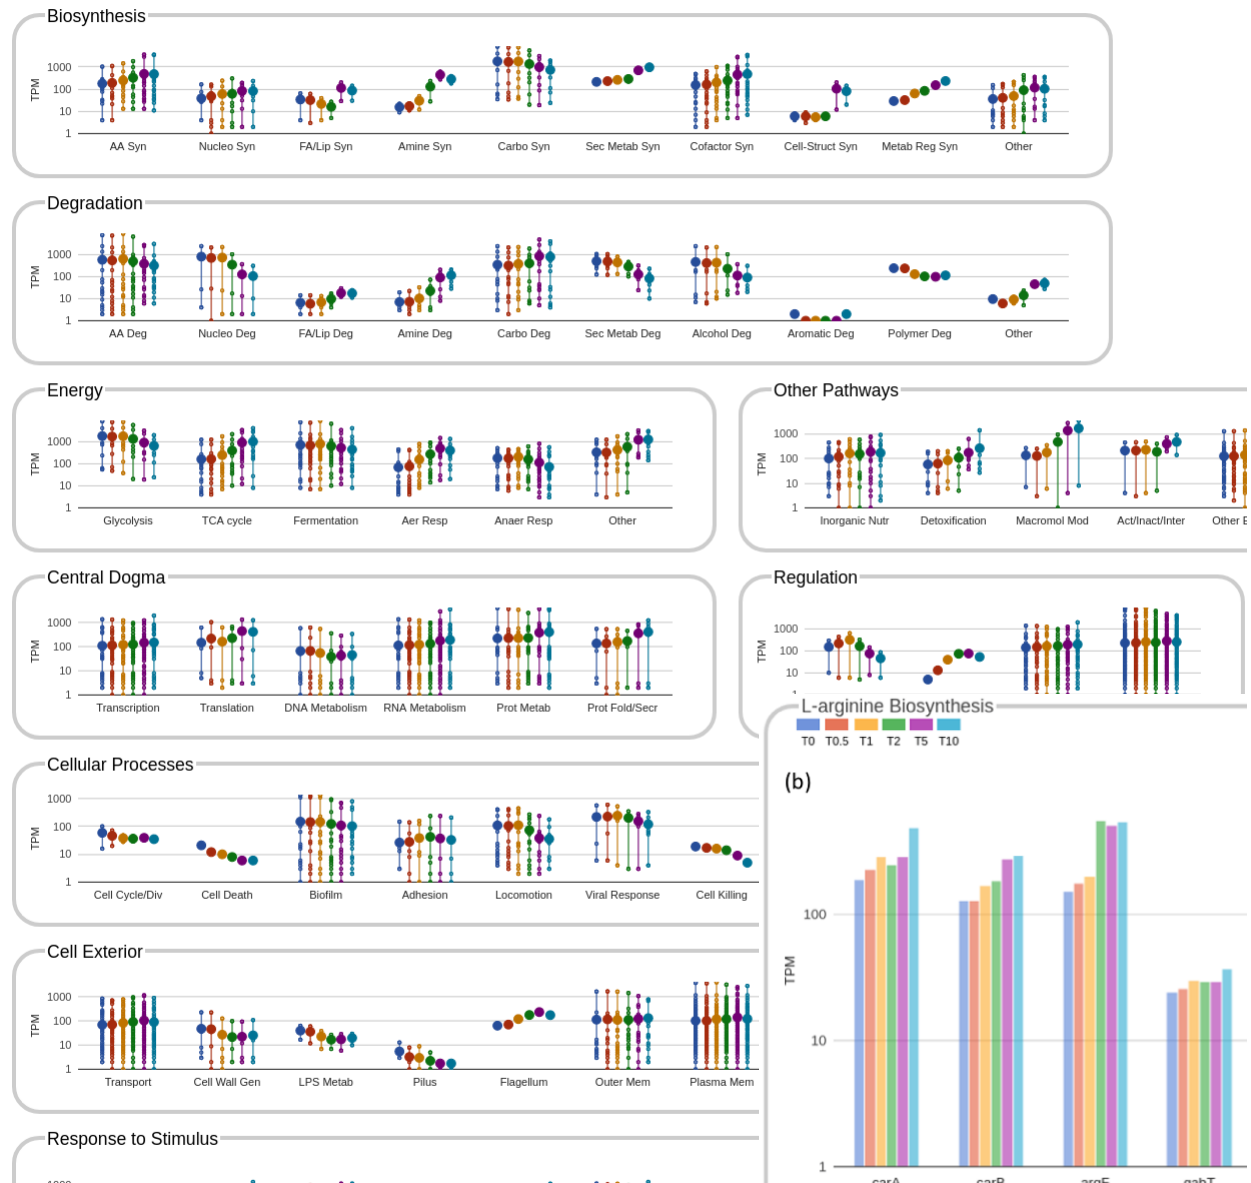 Biosynthesis
TPM
1000
100
10
1
AA Syn Nucleo Syn FA/Lip Syn Amine Syn Carbo Syn Sec Metab Syn Cofactor Syn Cell-Struct Syn Metab Reg Syn Other
Degradation
TPM
1000
100
10
1
AA Deg Nucleo Deg FA/Lip Deg Amine Deg Carbo Deg Sec Metab Deg Alcohol Deg Aromatic Deg Polymer Deg Other
Energy
TPM
1000
100
10
1
Glycolysis TCA cycle Fermentation Aer Resp Anaer Resp Other
Other Pathways
TPM
1000
100
10
1
Inorganic Nutr Detoxification Macromol Mod Act/Inact/Inter Other E
Central Dogma
TPM
1000
100
10
1
Transcription Translation DNA Metabolism RNA Metabolism Prot Metab Prot Fold/Secr
Regulation
TPM
1000
100
10
Cellular Processes
TPM
1000
100
10
1
Cell Cycle/Div Cell Death Biofilm Adhesion Locomotion Viral Response Cell Killing
Cell Exterior
TPM
1000
100
10
1
Transport Cell Wall Gen LPS Metab Pilus Flagellum Outer Mem Plasma Mem
Response to Stimulus
1000
L-arginine Biosynthesis
T0 T0.5 T1 T2 T5 T10
(b)
TPM
100
10
1
carA carB gabT